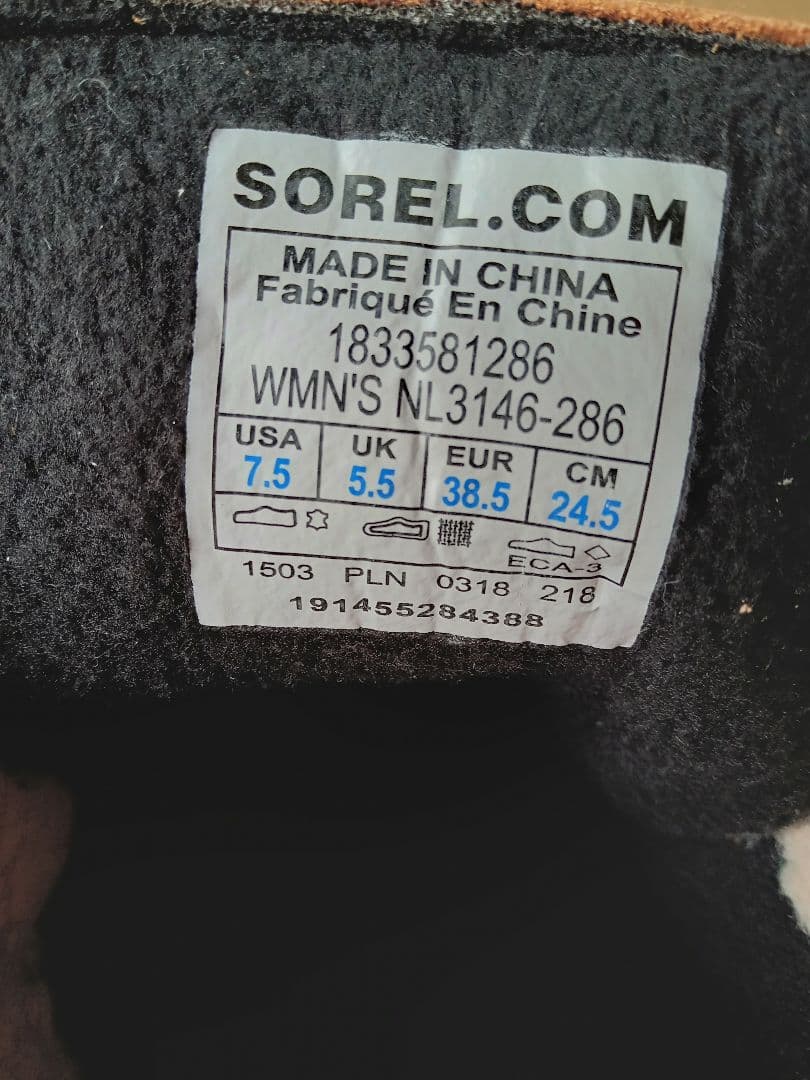 SOREL.COM
MADE IN CHINA
Fabriqué En Chine
1833581286
WMN'S NL3146-286
USA UK EUR CM
7.5 5.5 38.5 24.5
ECA-3
1503 PLN 0318 218
191455284388